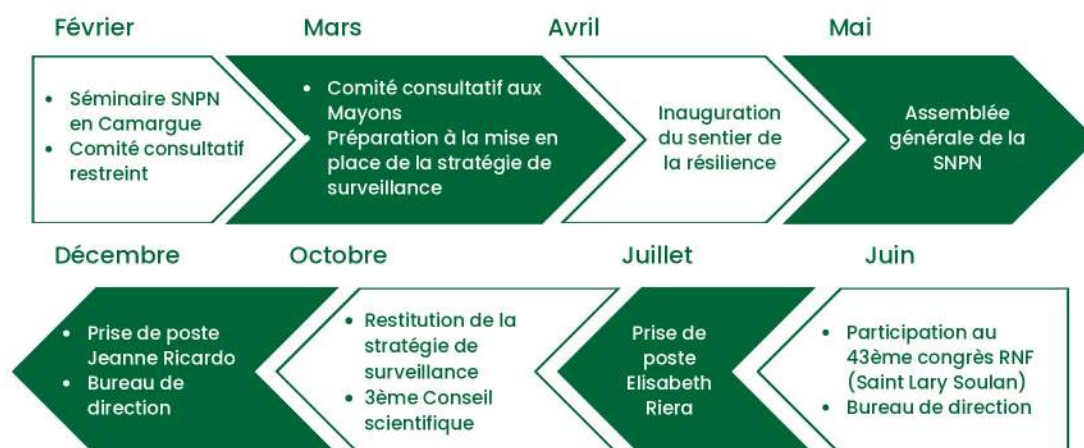 Février
• Séminaire SNPN
en Camargue
• Comité consultatif
restreint
Mars
• Comité consultatif aux
Mayons
• Préparation à la mise en
place de la stratégie de
surveillance
Avril
Inauguration
du sentier de
la résilience
Mai
Assemblée
générale de la
SNPN
Juin
• Participation au
43ème congrès RNF
(Saint Lary Soulan)
• Bureau de direction
Juillet
Prise de
poste
Elisabeth
Riera
Octobre
• Restitution de la
stratégie de
surveillance
• 3ème Conseil
scientifique
Décembre
• Prise de poste
Jeanne Ricardo
• Bureau de
direction